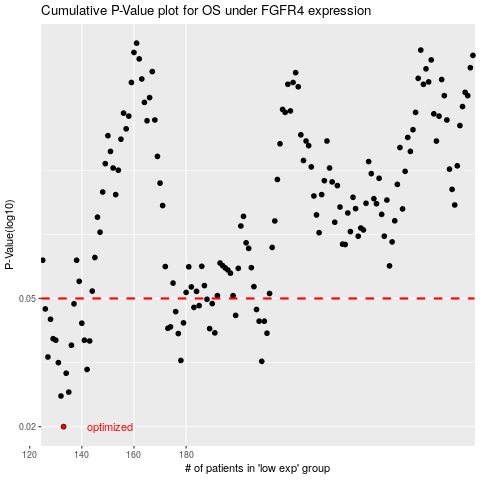 Cumulative P-Value plot for OS under FGFR4 expression
P-Value(log10)
0.05
0.02
optimized
120 140 160 180
# of patients in 'low exp' group